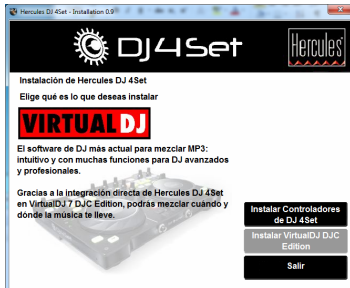 Hercules DJ 4Set - Installation 0.9
DJ4Set
Hercules
Instalación de Hercules DJ 4Set
Elige qué es lo que deseas instalar
VIRTUAL DJ
El software de DJ más actual para mezclar MP3:
intuitivo y con muchas funciones para DJ avanzados
y profesionales.
Gracias a la integración directa de Hercules DJ 4Set
en VirtualDJ 7 DJC Edition, podrás mezclar cuándo y
dónde la música te lleve.
Instalar Controladores
de DJ 4Set
Instalar VirtualDJ DJC
Edition
Salir